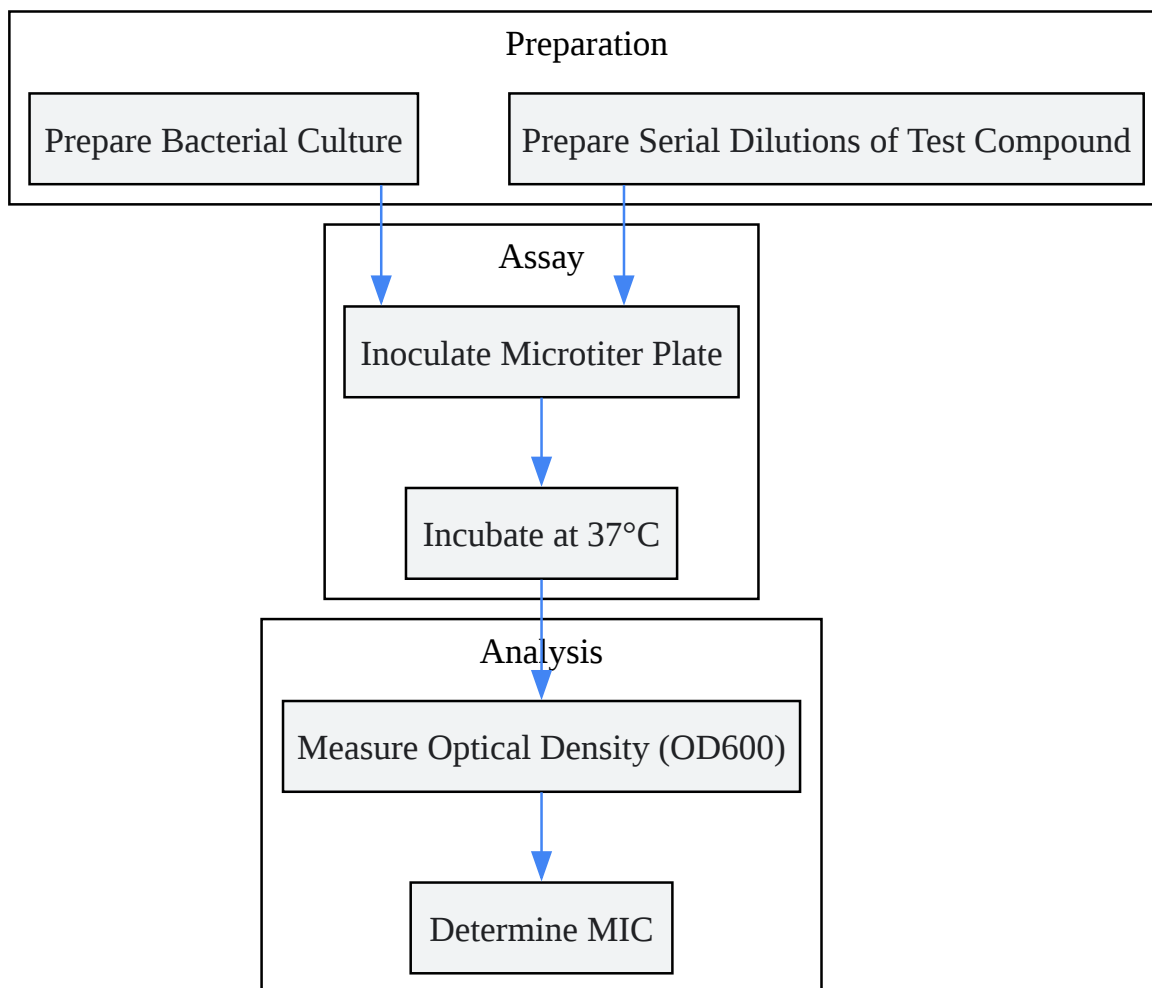 Preparation
Prepare Bacterial Culture
Prepare Serial Dilutions of Test Compound
Assay
Inoculate Microtiter Plate
Incubate at 37°C
Analysis
Measure Optical Density (OD600)
Determine MIC